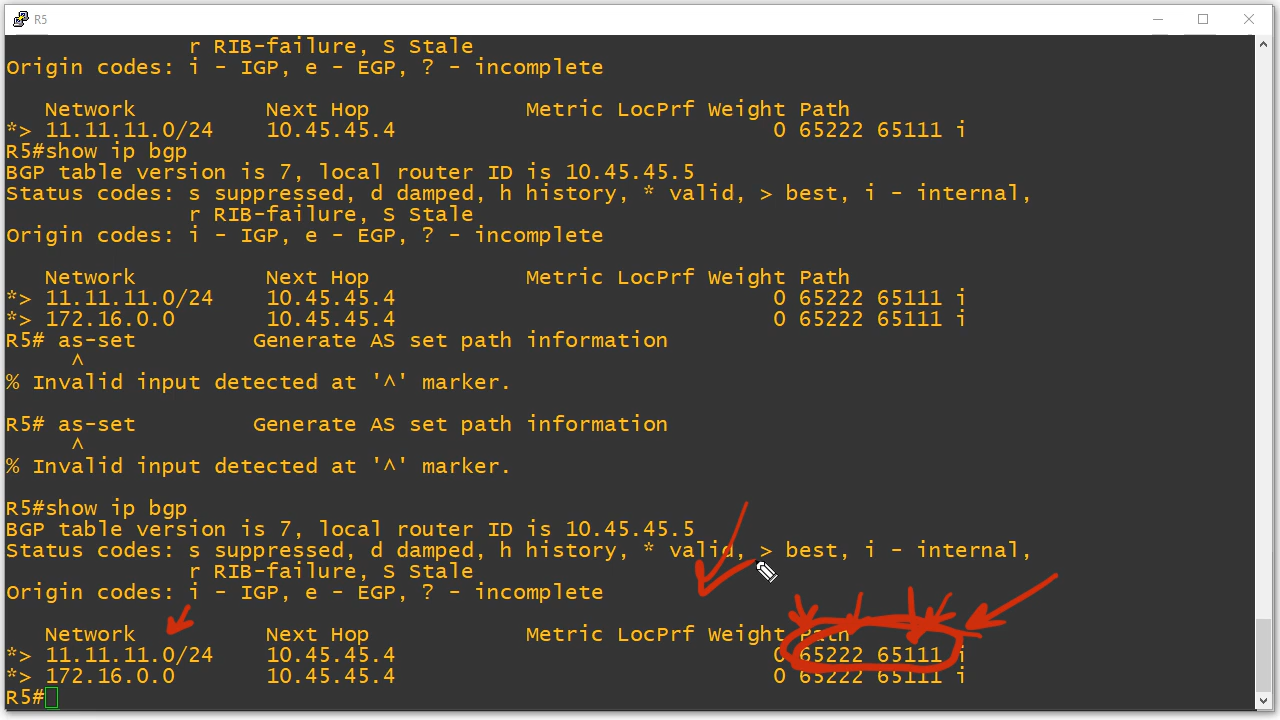 R5
r RIB-failure, S Stale
Origin codes: i - IGP, e - EGP, ? - incomplete
Network Next Hop Metric LocPrf Weight Path
*> 11.11.11.0/24 10.45.45.4 0 65222 65111 i
R5#show ip bgp
BGP table version is 7, local router ID is 10.45.45.5
Status codes: s suppressed, d damped, h history, * valid, > best, i - internal,
r RIB-failure, S Stale
Origin codes: i - IGP, e - EGP, ? - incomplete
Network Next Hop Metric LocPrf Weight Path
*> 11.11.11.0/24 10.45.45.4 0 65222 65111 i
*> 172.16.0.0 10.45.45.4 0 65222 65111 i
R5# as-set Generate AS set path information
^
% Invalid input detected at '^' marker.
R5# as-set Generate AS set path information
^
% Invalid input detected at '^' marker.
R5#show ip bgp
BGP table version is 7, local router ID is 10.45.45.5
Status codes: s suppressed, d damped, h history, * valid, > best, i - internal,
r RIB-failure, S Stale
Origin codes: i - IGP, e - EGP, ? - incomplete
Network Next Hop Metric LocPrf Weight Path
*> 11.11.11.0/24 10.45.45.4 0 65222 65111 i
*> 172.16.0.0 10.45.45.4 0 65222 65111 i
R5#